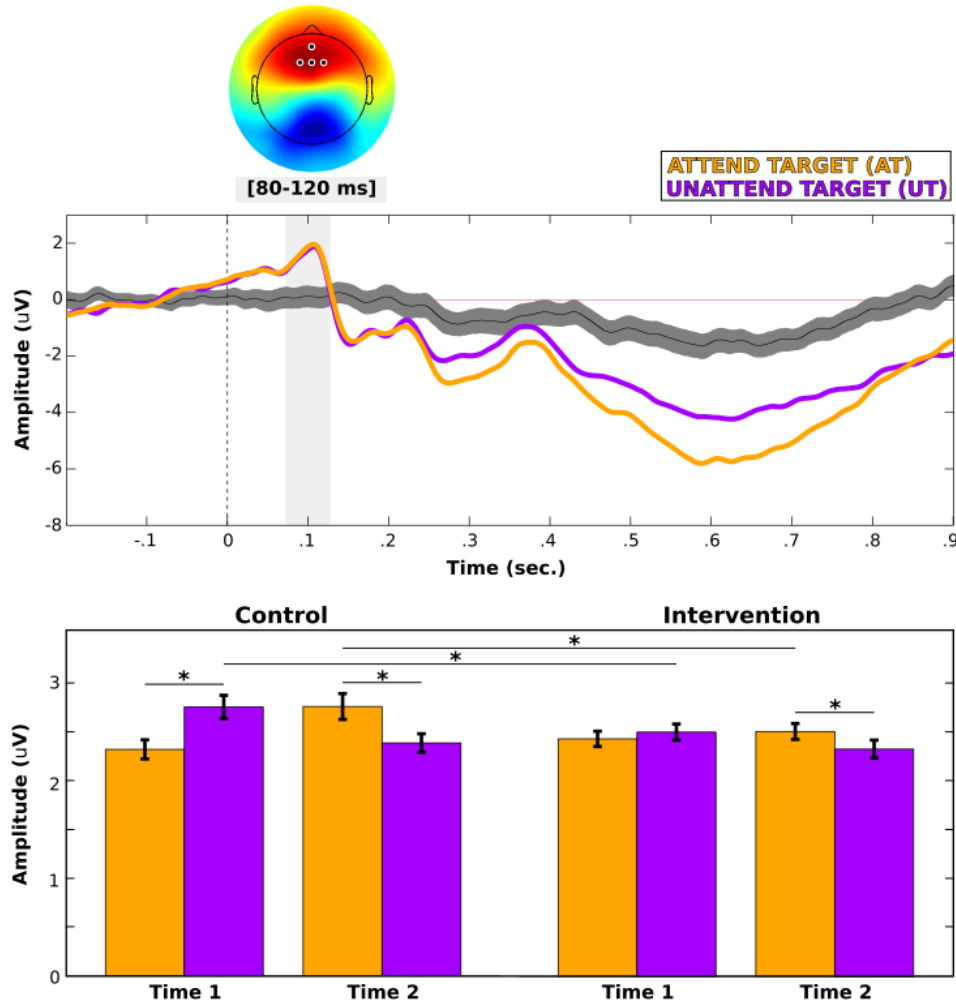 [80-120 ms]
ATTEND TARGET (AT)
UNATTEND TARGET (UT)
Amplitude (uV)
2
0
-2
-4
-6
-8
-.1 0 .1 .2 .3 .4 .5 .6 .7 .8 .9
Time (sec.)
Control Intervention
*
*
* *
*
Amplitude (uV)
3
2
1
0
Time 1 Time 2 Time 1 Time 2